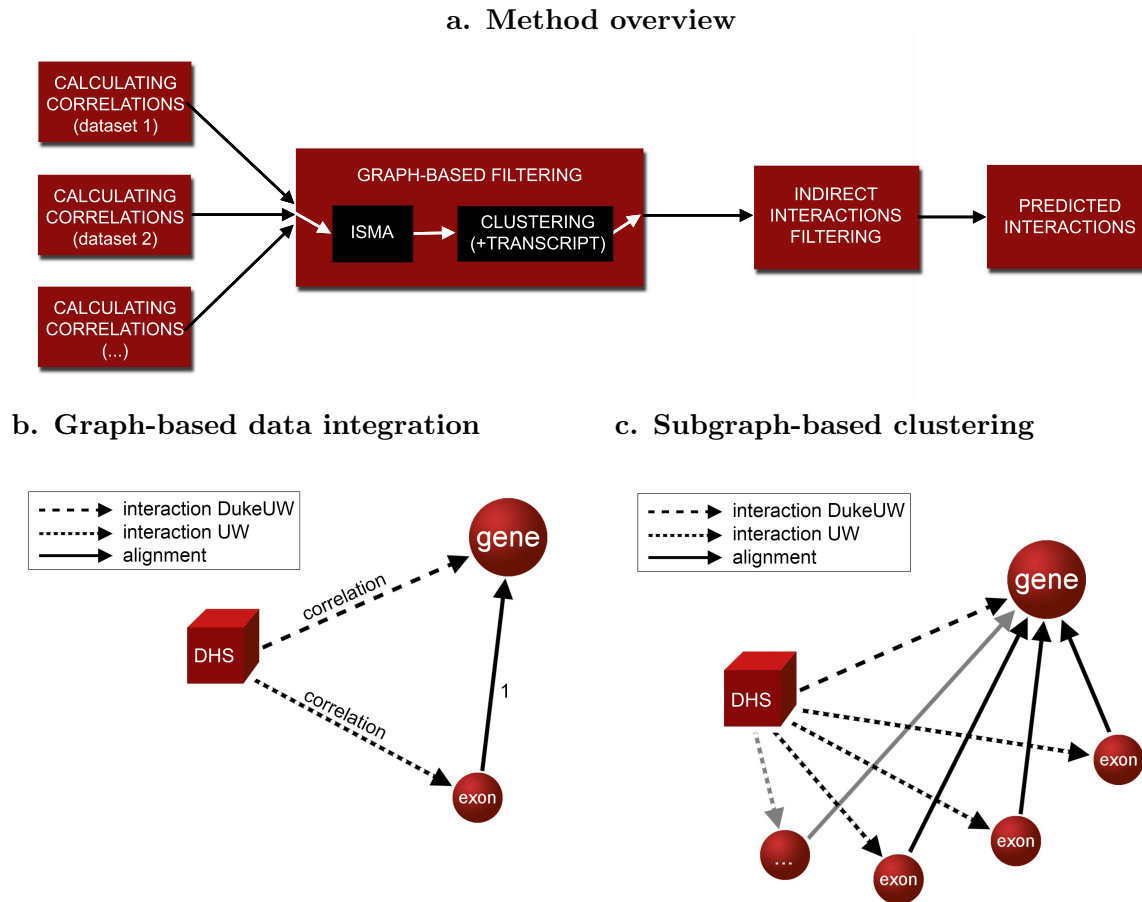 a. Method overview
CALCULATING
CORRELATIONS
(dataset 1)
CALCULATING
CORRELATIONS
(dataset 2)
CALCULATING
CORRELATIONS
(...)
GRAPH-BASED FILTERING
ISMA
CLUSTERING
(+TRANSCRIPT)
INDIRECT
INTERACTIONS
FILTERING
PREDICTED
INTERACTIONS
b. Graph-based data integration
interaction DukeUW
interaction UW
alignment
gene
correlation
DHS
correlation
1
exon
c. Subgraph-based clustering
interaction DukeUW
interaction UW
alignment
gene
DHS
exon
exon
...
exon